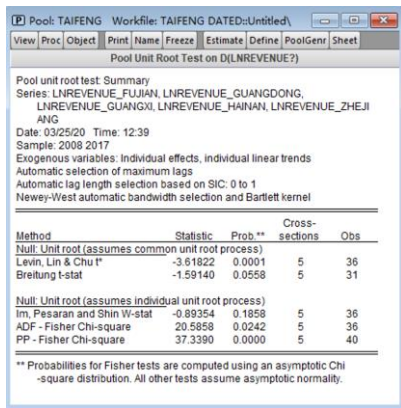 Pool: TAIFENG Workfile: TAIFENG DATED::Untitled\
View Proc Object Print Name Freeze Estimate Define PoolGenr Sheet
Pool Unit Root Test on D(LNREVENUE?)
Pool unit root test: Summary
Series: LNREVENUE_FUJIAN, LNREVENUE_GUANGDONG,
LNREVENUE_GUANGXI, LNREVENUE_HAINAN, LNREVENUE_ZHEJI
ANG
Date: 03/25/20 Time: 12:39
Sample: 2008 2017
Exogenous variables: Individual effects, individual linear trends
Automatic selection of maximum lags
Automatic lag length selection based on SIC: 0 to 1
Newey-West automatic bandwidth selection and Bartlett kernel
Cross-
Method Statistic Prob.** sections Obs
Null: Unit root (assumes common unit root process)
Levin, Lin & Chu t* -3.61822 0.0001 5 36
Breitung t-stat -1.59140 0.0558 5 31
Null: Unit root (assumes individual unit root process)
Im, Pesaran and Shin W-stat -0.89354 0.1858 5 36
ADF - Fisher Chi-square 20.5858 0.0242 5 36
PP - Fisher Chi-square 37.3390 0.0000 5 40
** Probabilities for Fisher tests are computed using an asymptotic Chi
-square distribution. All other tests assume asymptotic normality.